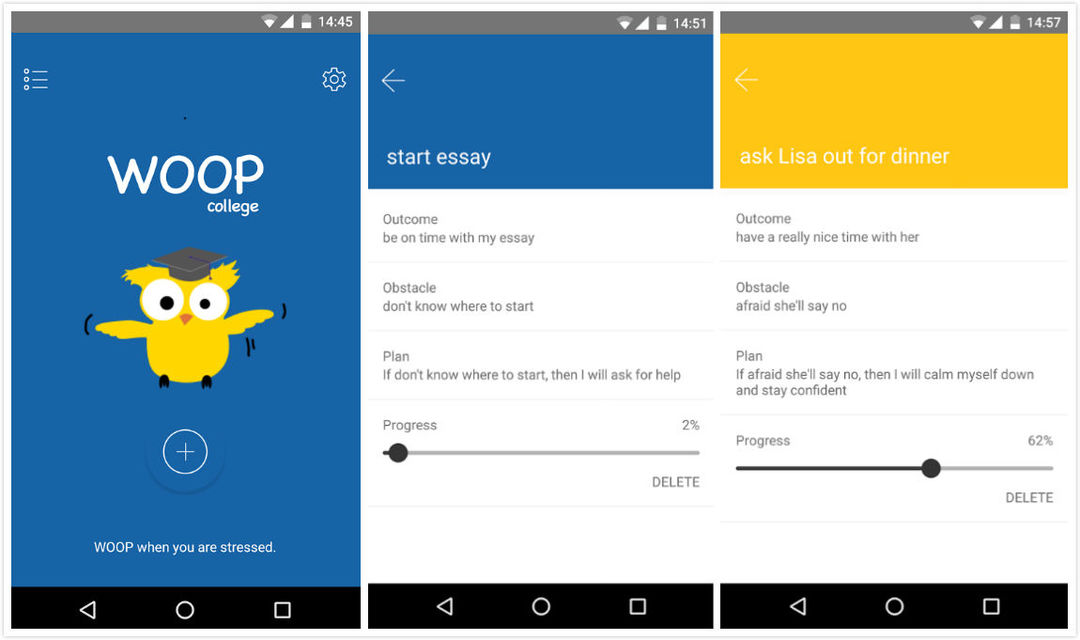 14:45
WOOP
college
WOOP when you are stressed.
14:51
start essay
Outcome
be on time with my essay
Obstacle
don't know where to start
Plan
If don't know where to start, then I will ask for help
Progress 2%
DELETE
14:57
ask Lisa out for dinner
Outcome
have a really nice time with her
Obstacle
afraid she'll say no
Plan
If afraid she'll say no, then I will calm myself down
and stay confident
Progress 62%
DELETE